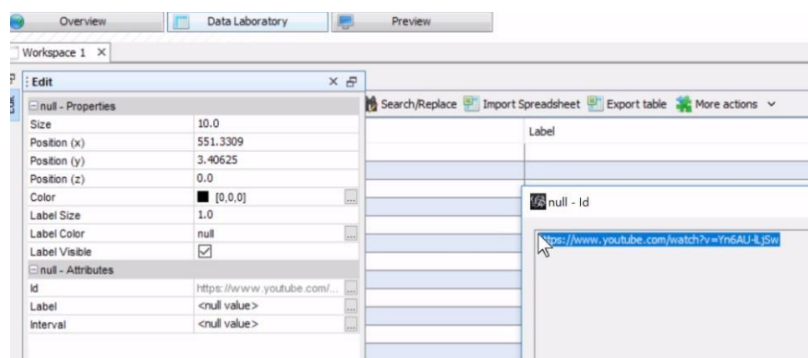 Overview Data Laboratory Preview
Workspace 1
Edit
null - Properties
Search/Replace Import Spreadsheet Export table More actions
Size 10.0
Label
Position (x) 551.3309
Position (y) 3.40625
Position (z) 0.0
Color [0,0,0] ...
null - Id
Label Size 1.0
Label Color null ...
https://www.youtube.com/watch?v=Yn6AU-lLjSw
Label Visible
null - Attributes
Id https://www.youtube.com/... ...
Label <null value> ...
Interval <null value> ...